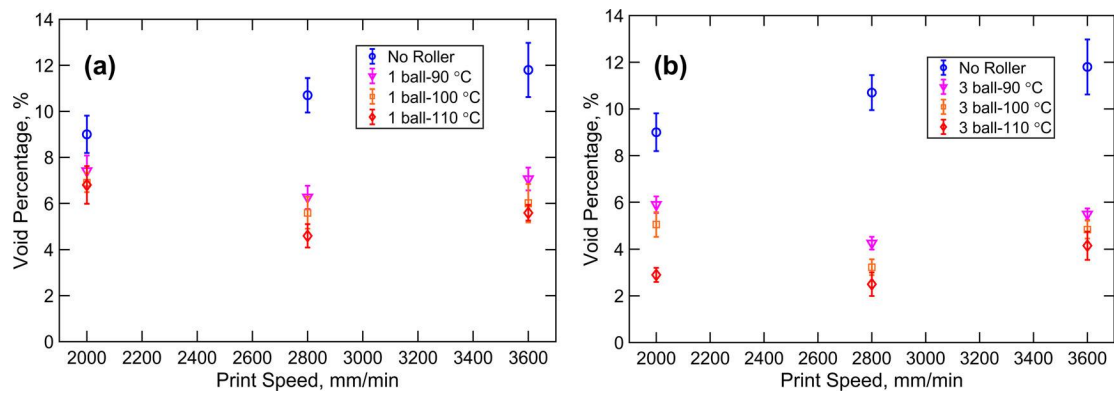 14
12
10
8
6
4
2
0
Void Percentage, %
(a)
No Roller
1 ball-90 °C
1 ball-100 °C
1 ball-110 °C
2000 2200 2400 2600 2800 3000 3200 3400 3600
Print Speed, mm/min
14
12
10
8
6
4
2
0
Void Percentage, %
(b)
No Roller
3 ball-90 °C
3 ball-100 °C
3 ball-110 °C
2000 2200 2400 2600 2800 3000 3200 3400 3600
Print Speed, mm/min